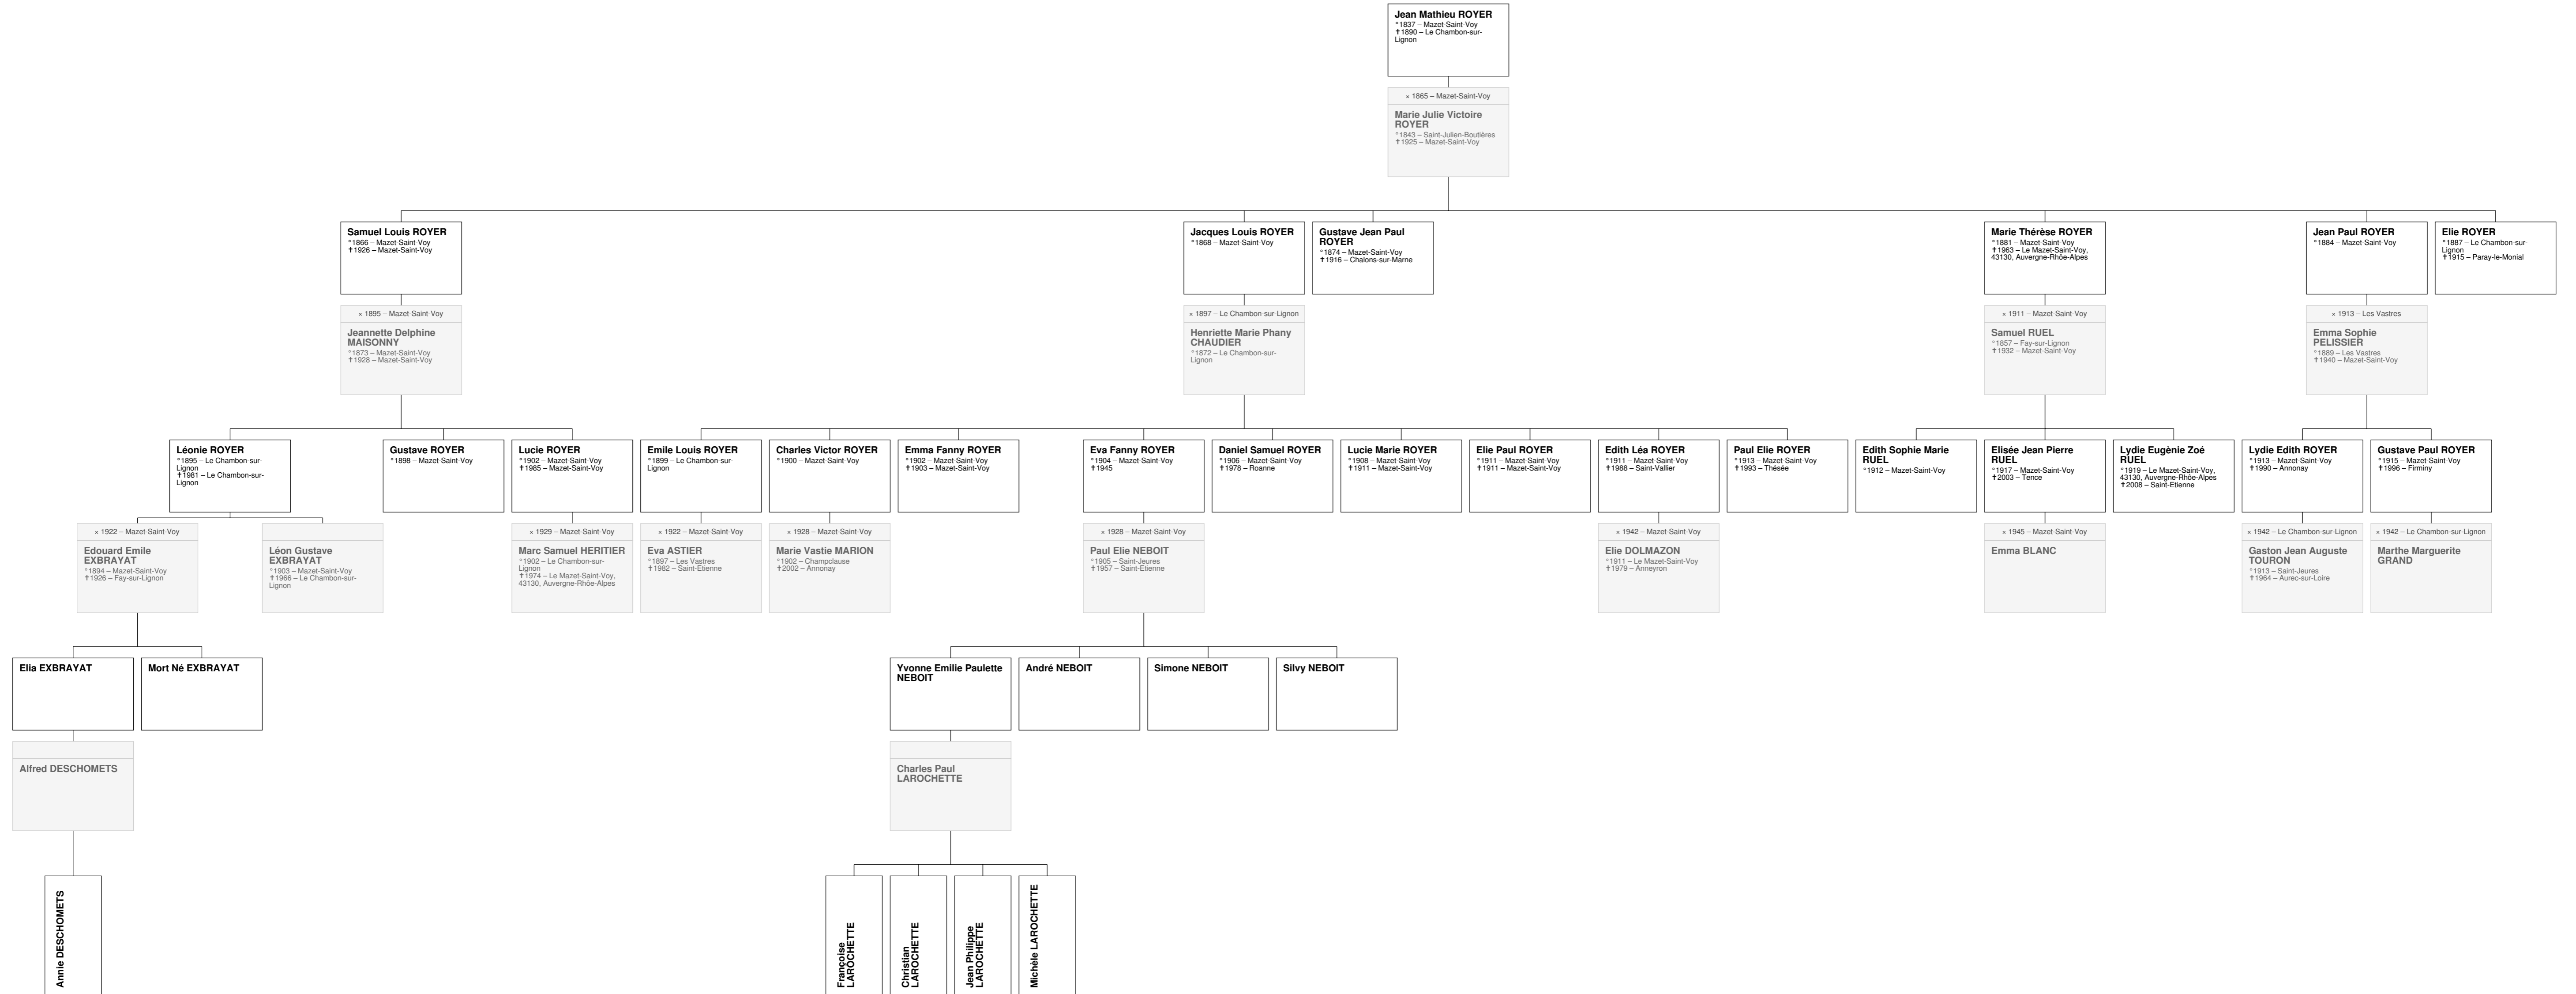 Jean Mathieu ROYER
°1837 – Mazet-Saint-Voy
✝1890 – Le Chambon-sur-
Lignon
× 1865 – Mazet-Saint-Voy
Marie Julie Victoire
ROYER
°1843 – Saint-Julien-Boutières
✝1925 – Mazet-Saint-Voy
Samuel Louis ROYER
°1866 – Mazet-Saint-Voy
✝1926 – Mazet-Saint-Voy
Jacques Louis ROYER
°1868 – Mazet-Saint-Voy
Gustave Jean Paul
ROYER
°1874 – Mazet-Saint-Voy
✝1916 – Chalons-sur-Marne
Marie Thérèse ROYER
°1881 – Mazet-Saint-Voy
✝1963 – Le Mazet-Saint-Voy,
43130, Auvergne-Rhôe-Alpes
Jean Paul ROYER
°1884 – Mazet-Saint-Voy
Elie ROYER
°1887 – Le Chambon-sur-
Lignon
✝1915 – Paray-le-Monial
× 1895 – Mazet-Saint-Voy
Jeannette Delphine
MAISONNY
°1873 – Mazet-Saint-Voy
✝1928 – Mazet-Saint-Voy
× 1897 – Le Chambon-sur-Lignon
Henriette Marie Phany
CHAUDIER
°1872 – Le Chambon-sur-
Lignon
× 1911 – Mazet-Saint-Voy
Samuel RUEL
°1857 – Fay-sur-Lignon
✝1932 – Mazet-Saint-Voy
× 1913 – Les Vastres
Emma Sophie
PELISSIER
°1889 – Les Vastres
✝1940 – Mazet-Saint-Voy
Léonie ROYER
°1895 – Le Chambon-sur-
Lignon
✝1981 – Le Chambon-sur-
Lignon
Gustave ROYER
°1898 – Mazet-Saint-Voy
Lucie ROYER
°1902 – Mazet-Saint-Voy
✝1985 – Mazet-Saint-Voy
Emile Louis ROYER
°1899 – Le Chambon-sur-
Lignon
Charles Victor ROYER
°1900 – Mazet-Saint-Voy
Emma Fanny ROYER
°1902 – Mazet-Saint-Voy
✝1903 – Mazet-Saint-Voy
Eva Fanny ROYER
°1904 – Mazet-Saint-Voy
✝1945
Daniel Samuel ROYER
°1906 – Mazet-Saint-Voy
✝1978 – Roanne
Lucie Marie ROYER
°1908 – Mazet-Saint-Voy
✝1911 – Mazet-Saint-Voy
Elie Paul ROYER
°1911 – Mazet-Saint-Voy
✝1911 – Mazet-Saint-Voy
Edith Léa ROYER
°1911 – Mazet-Saint-Voy
✝1988 – Saint-Vallier
Paul Elie ROYER
°1913 – Mazet-Saint-Voy
✝1993 – Thésée
Edith Sophie Marie
RUEL
°1912 – Mazet-Saint-Voy
Elisée Jean Pierre
RUEL
°1917 – Mazet-Saint-Voy
✝2003 – Tence
Lydie Eugènie Zoé
RUEL
°1919 – Le Mazet-Saint-Voy,
43130, Auvergne-Rhôe-Alpes
✝2008 – Saint-Etienne
Lydie Edith ROYER
°1913 – Mazet-Saint-Voy
✝1990 – Annonay
Gustave Paul ROYER
°1915 – Mazet-Saint-Voy
✝1996 – Firminy
× 1922 – Mazet-Saint-Voy
Edouard Emile
EXBRAYAT
°1894 – Mazet-Saint-Voy
✝1926 – Fay-sur-Lignon
Léon Gustave
EXBRAYAT
°1903 – Mazet-Saint-Voy
✝1966 – Le Chambon-sur-
Lignon
× 1929 – Mazet-Saint-Voy
Marc Samuel HERITIER
°1902 – Le Chambon-sur-
Lignon
✝1974 – Le Mazet-Saint-Voy,
43130, Auvergne-Rhôe-Alpes
× 1922 – Mazet-Saint-Voy
Eva ASTIER
°1897 – Les Vastres
✝1982 – Saint-Etienne
× 1928 – Mazet-Saint-Voy
Marie Vastie MARION
°1902 – Champclause
✝2002 – Annonay
× 1928 – Mazet-Saint-Voy
Paul Elie NEBOIT
°1905 – Saint-Jeures
✝1957 – Saint-Etienne
× 1942 – Mazet-Saint-Voy
Elie DOLMAZON
°1911 – Le Mazet-Saint-Voy
✝1979 – Anneyron
× 1945 – Mazet-Saint-Voy
Emma BLANC
× 1942 – Le Chambon-sur-Lignon
Gaston Jean Auguste
TOURON
°1913 – Saint-Jeures
✝1964 – Aurec-sur-Loire
× 1942 – Le Chambon-sur-Lignon
Marthe Marguerite
GRAND
Elia EXBRAYAT
Mort Né EXBRAYAT
Yvonne Emilie Paulette
NEBOIT
André NEBOIT
Simone NEBOIT
Silvy NEBOIT
Alfred DESCHOMETS
Charles Paul
LAROCHETTE
Annie DESCHOMETS
Françoise
LAROCHETTE
Christian
LAROCHETTE
Jean Philippe
LAROCHETTE
Michèle LAROCHETTE